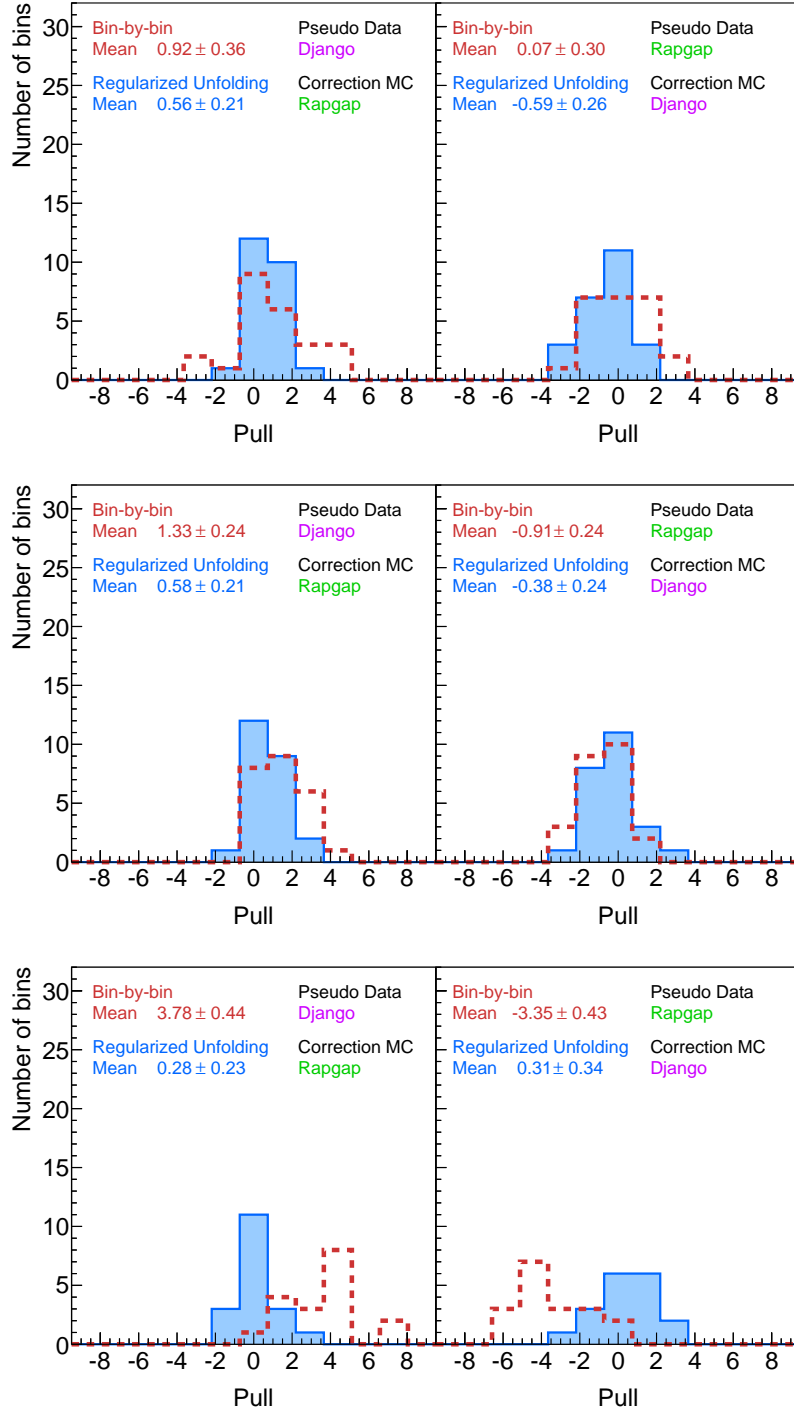 Number of bins
30
25
20
15
10
5
0
Bin-by-bin
Mean 0.92 ± 0.36
Regularized Unfolding
Mean 0.56 ± 0.21
Pseudo Data
Django
Correction MC
Rapgap
-8 -6 -4 -2 0 2 4 6 8
Pull
Bin-by-bin
Mean 0.07 ± 0.30
Regularized Unfolding
Mean -0.59 ± 0.26
Pseudo Data
Rapgap
Correction MC
Django
-8 -6 -4 -2 0 2 4 6 8
Pull
Number of bins
30
25
20
15
10
5
0
Bin-by-bin
Mean 1.33 ± 0.24
Regularized Unfolding
Mean 0.58 ± 0.21
Pseudo Data
Django
Correction MC
Rapgap
-8 -6 -4 -2 0 2 4 6 8
Pull
Bin-by-bin
Mean -0.91 ± 0.24
Regularized Unfolding
Mean -0.38 ± 0.24
Pseudo Data
Rapgap
Correction MC
Django
-8 -6 -4 -2 0 2 4 6 8
Pull
Number of bins
30
25
20
15
10
5
0
Bin-by-bin
Mean 3.78 ± 0.44
Regularized Unfolding
Mean 0.28 ± 0.23
Pseudo Data
Django
Correction MC
Rapgap
-8 -6 -4 -2 0 2 4 6 8
Pull
Bin-by-bin
Mean -3.35 ± 0.43
Regularized Unfolding
Mean 0.31 ± 0.34
Pseudo Data
Rapgap
Correction MC
Django
-8 -6 -4 -2 0 2 4 6 8
Pull